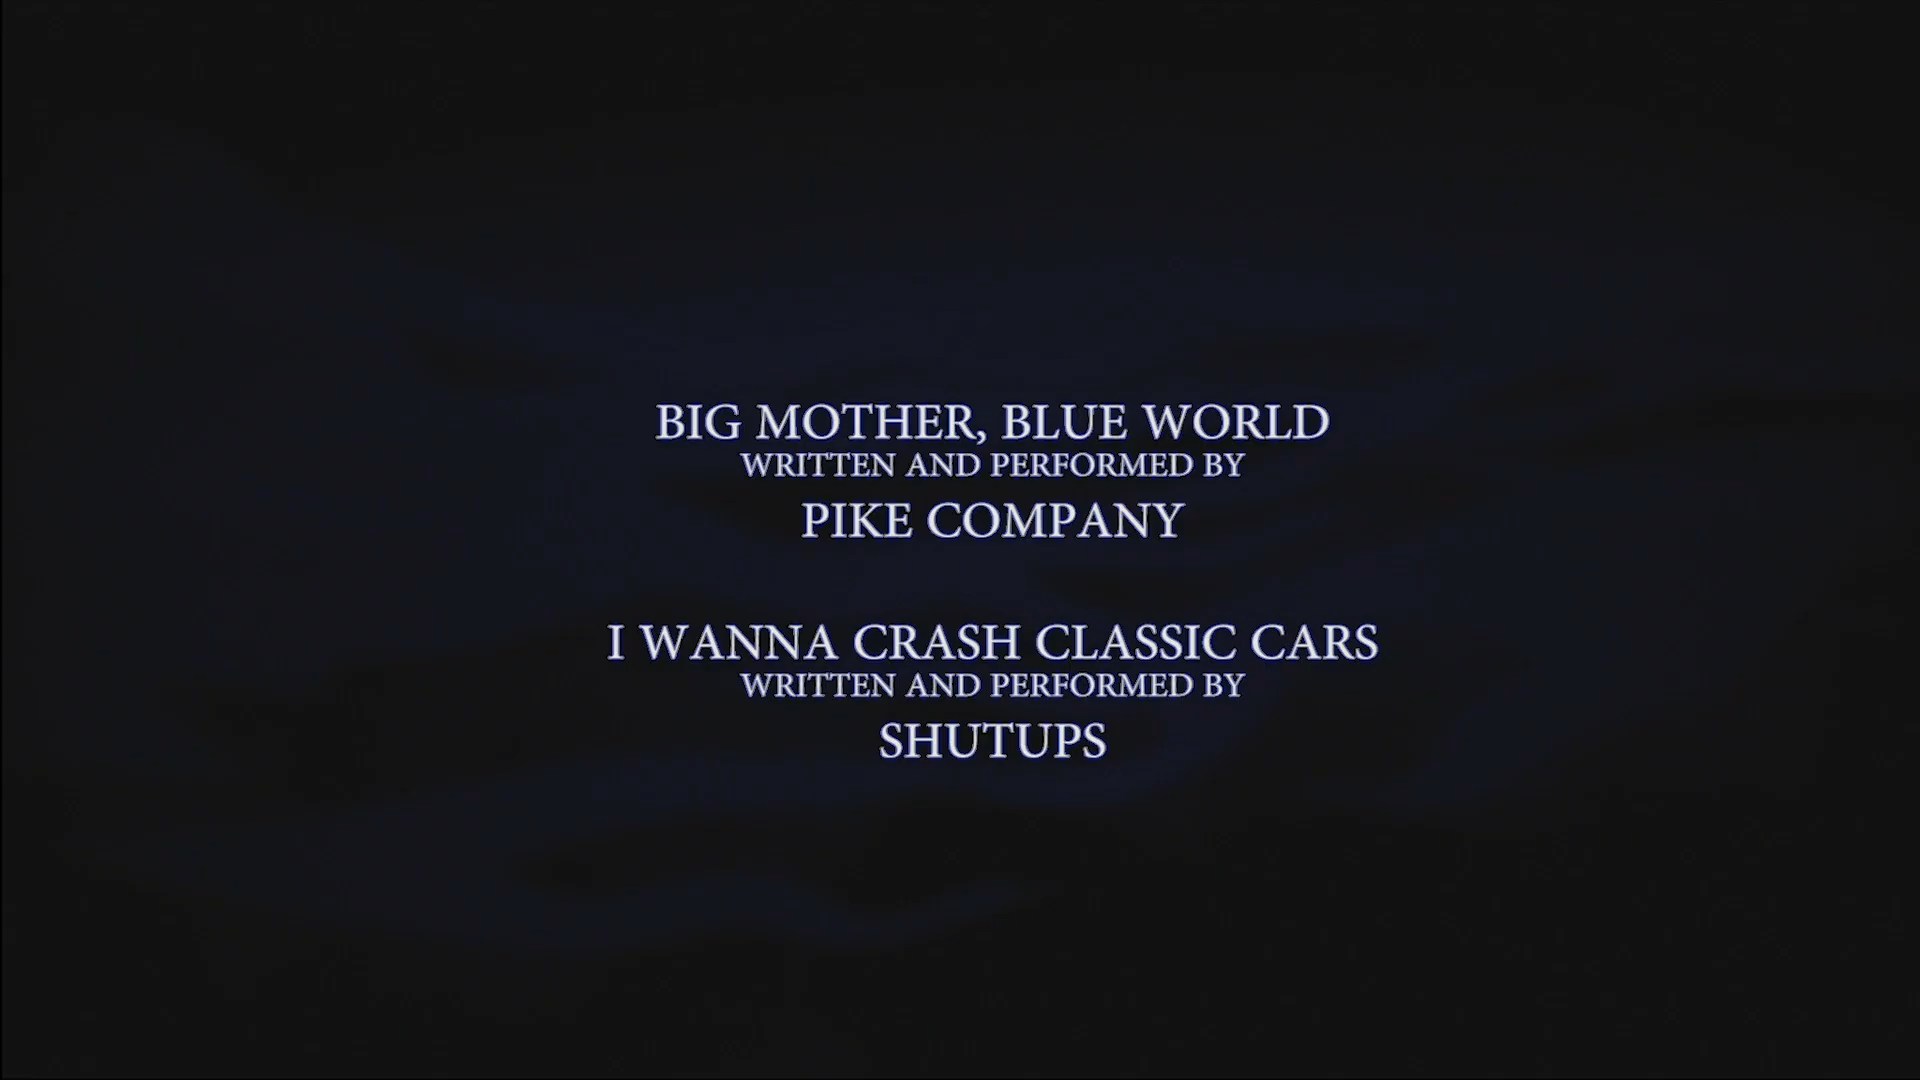 BIG MOTHER, BLUE WORLD
WRITTEN AND PERFORMED BY
PIKE COMPANY
I WANNA CRASH CLASSIC CARS
WRITTEN AND PERFORMED BY
SHUTUPS